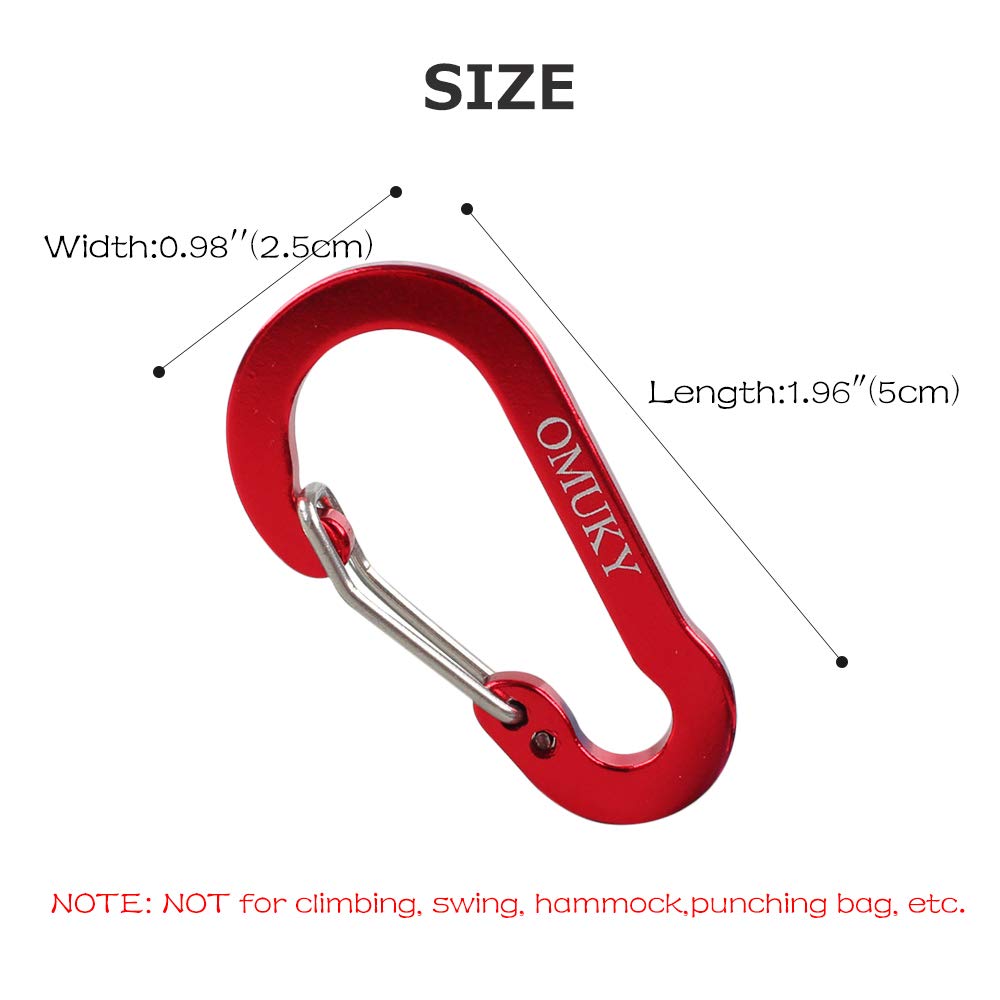 SIZE
Width:0.98''(2.5cm)
Length:1.96''(5cm)
OMUKY
NOTE: NOT for climbing, swing, hammock,punching bag, etc.